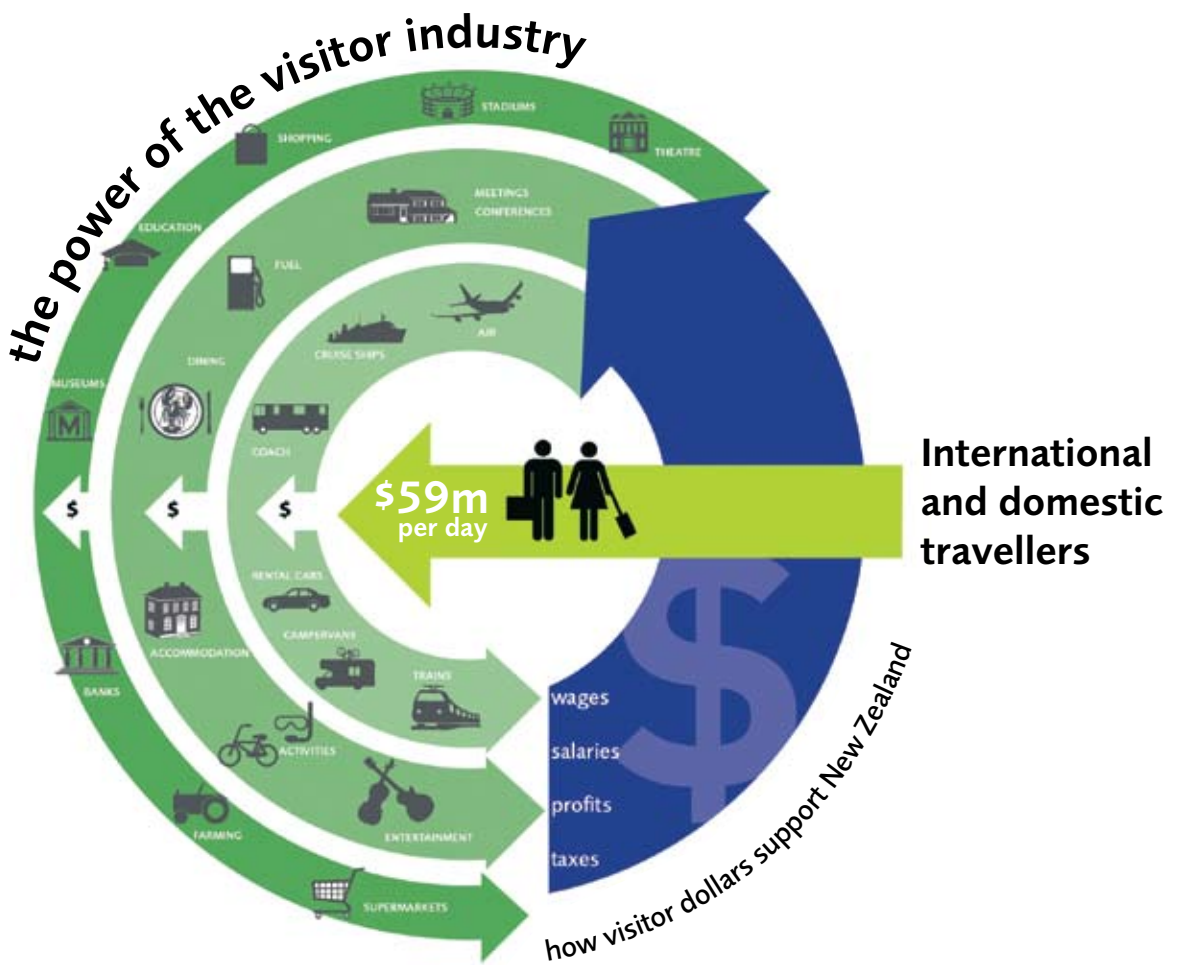 the power of the visitor industry
STADIUMS
THEATRE
SHOPPING
EDUCATION
MUSEUMS
BANKS
FARMING
SUPERMARKETS
MEETINGS
CONFERENCES
FUEL
DINING
ACCOMMODATION
ACTIVITIES
ENTERTAINMENT
AIR
CRUISE SHIPS
COACH
RENTAL CARS
CAMPERVANS
TRAINS
M
$
$
$
$59m
per day
International
and domestic
travellers
$
wages
salaries
profits
taxes
how visitor dollars support New Zealand